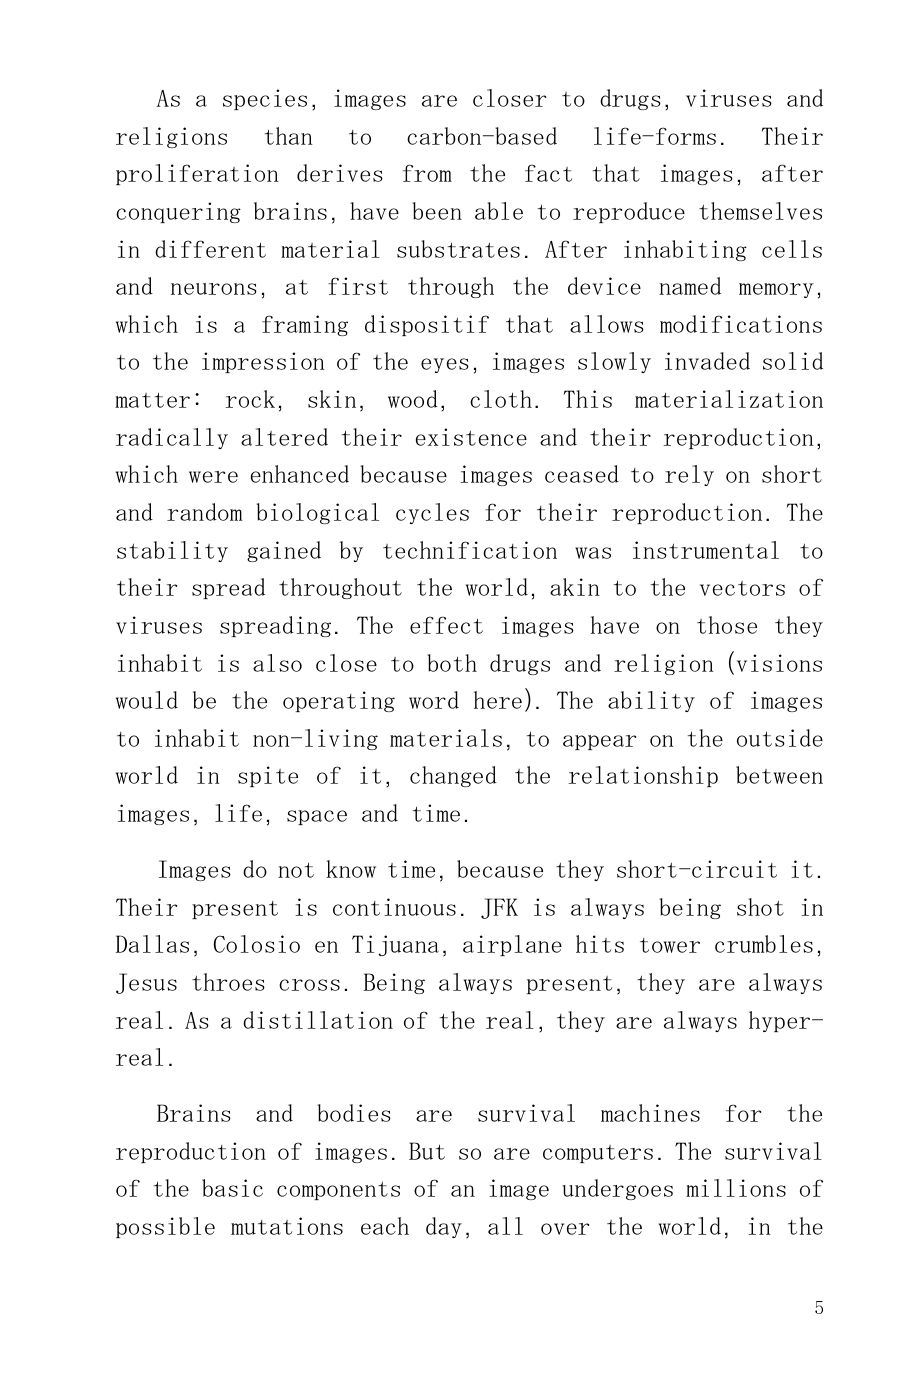 As a species, images are closer to drugs, viruses and
religions than to carbon-based life-forms. Their
proliferation derives from the fact that images, after
conquering brains, have been able to reproduce themselves
in different material substrates. After inhabiting cells
and neurons, at first through the device named memory,
which is a framing dispositif that allows modifications
to the impression of the eyes, images slowly invaded solid
matter: rock, skin, wood, cloth. This materialization
radically altered their existence and their reproduction,
which were enhanced because images ceased to rely on short
and random biological cycles for their reproduction. The
stability gained by technification was instrumental to
their spread throughout the world, akin to the vectors of
viruses spreading. The effect images have on those they
inhabit is also close to both drugs and religion (visions
would be the operating word here). The ability of images
to inhabit non-living materials, to appear on the outside
world in spite of it, changed the relationship between
images, life, space and time.
Images do not know time, because they short-circuit it.
Their present is continuous. JFK is always being shot in
Dallas, Colosio en Tijuana, airplane hits tower crumbles,
Jesus throes cross. Being always present, they are always
real. As a distillation of the real, they are always hyper-
real.
Brains and bodies are survival machines for the
reproduction of images. But so are computers. The survival
of the basic components of an image undergoes millions of
possible mutations each day, all over the world, in the
5